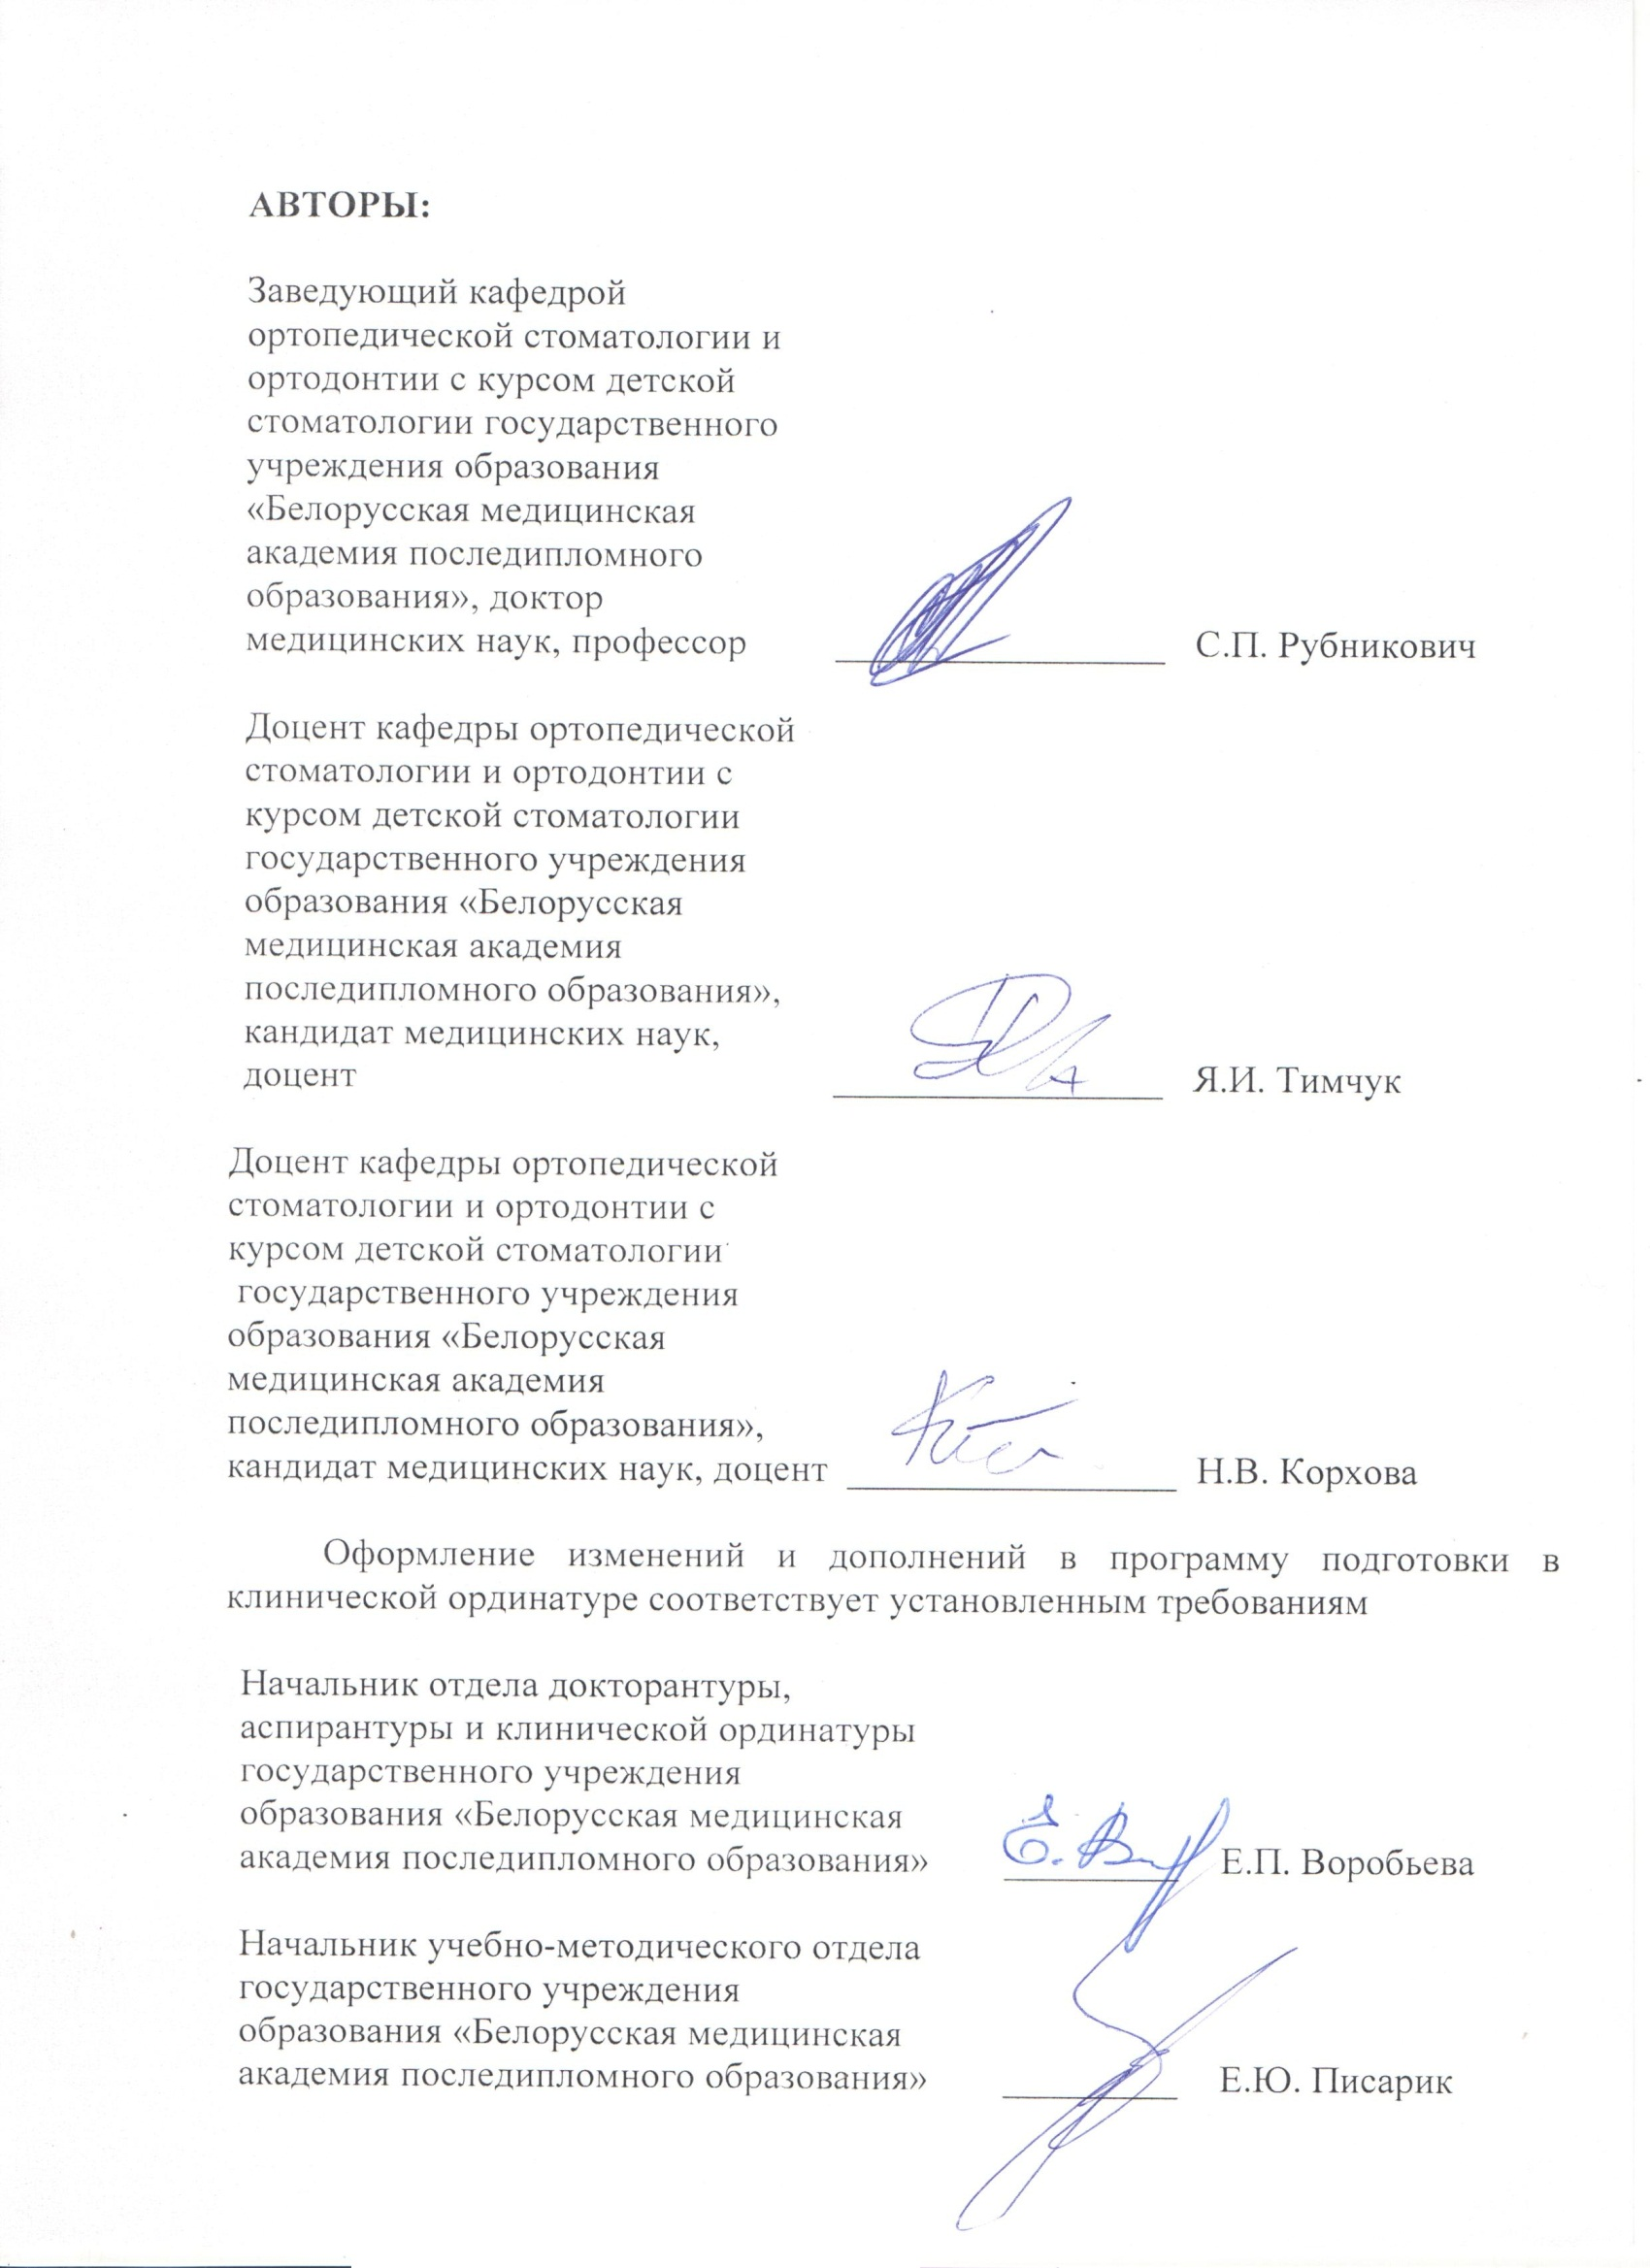 АВТОРЫ:
Заведующий кафедрой
ортопедической стоматологии и
ортодонтии с курсом детской
стоматологии государственного
учреждения образования
«Белорусская медицинская
академия последипломного
образования», доктор
медицинских наук, профессор С.П. Рубникович
Доцент кафедры ортопедической
стоматологии и ортодонтии с
курсом детской стоматологии
государственного учреждения
образования «Белорусская
медицинская академия
последипломного образования»,
кандидат медицинских наук,
доцент Я.И. Тимчук
Доцент кафедры ортопедической
стоматологии и ортодонтии с
курсом детской стоматологии
государственного учреждения
образования «Белорусская
медицинская академия
последипломного образования»,
кандидат медицинских наук, доцент Н.В. Корхова
Оформление изменений и дополнений в программу подготовки в
клинической ординатуре соответствует установленным требованиям
Начальник отдела докторантуры,
аспирантуры и клинической ординатуры
государственного учреждения
образования «Белорусская медицинская
академия последипломного образования» Е.П. Воробьева
Начальник учебно-методического отдела
государственного учреждения
образования «Белорусская медицинская
академия последипломного образования» Е.Ю. Писарик